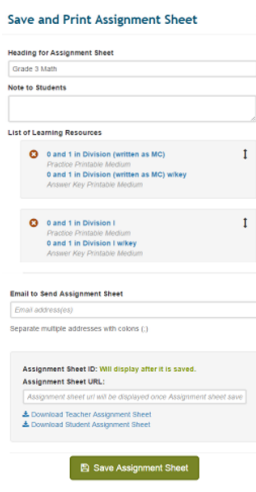 Save and Print Assignment Sheet
Heading for Assignment Sheet
Grade 3 Math
Note to Students
List of Learning Resources
0 and 1 in Division (written as MC)
Practice Printable Medium
0 and 1 in Division (written as MC) w/key
Answer Key Printable Medium
0 and 1 in Division I
Practice Printable Medium
0 and 1 in Division I w/key
Answer Key Printable Medium
Email to Send Assignment Sheet
Email address(es)
Separate multiple addresses with colons (;)
Assignment Sheet ID: Will display after it is saved.
Assignment Sheet URL:
Assignment sheet url will be displayed once Assignment sheet save
Download Teacher Assignment Sheet
Download Student Assignment Sheet
Save Assignment Sheet